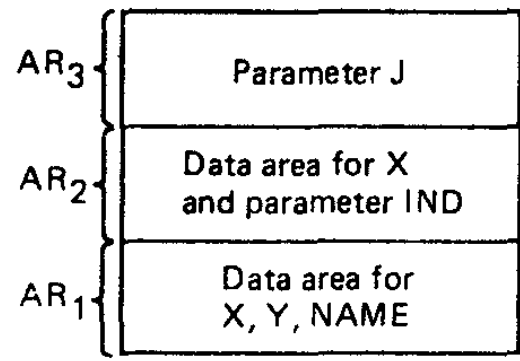 AR3 Parameter J
AR2 Data area for X
and parameter IND
AR1 Data area for
X, Y, NAME